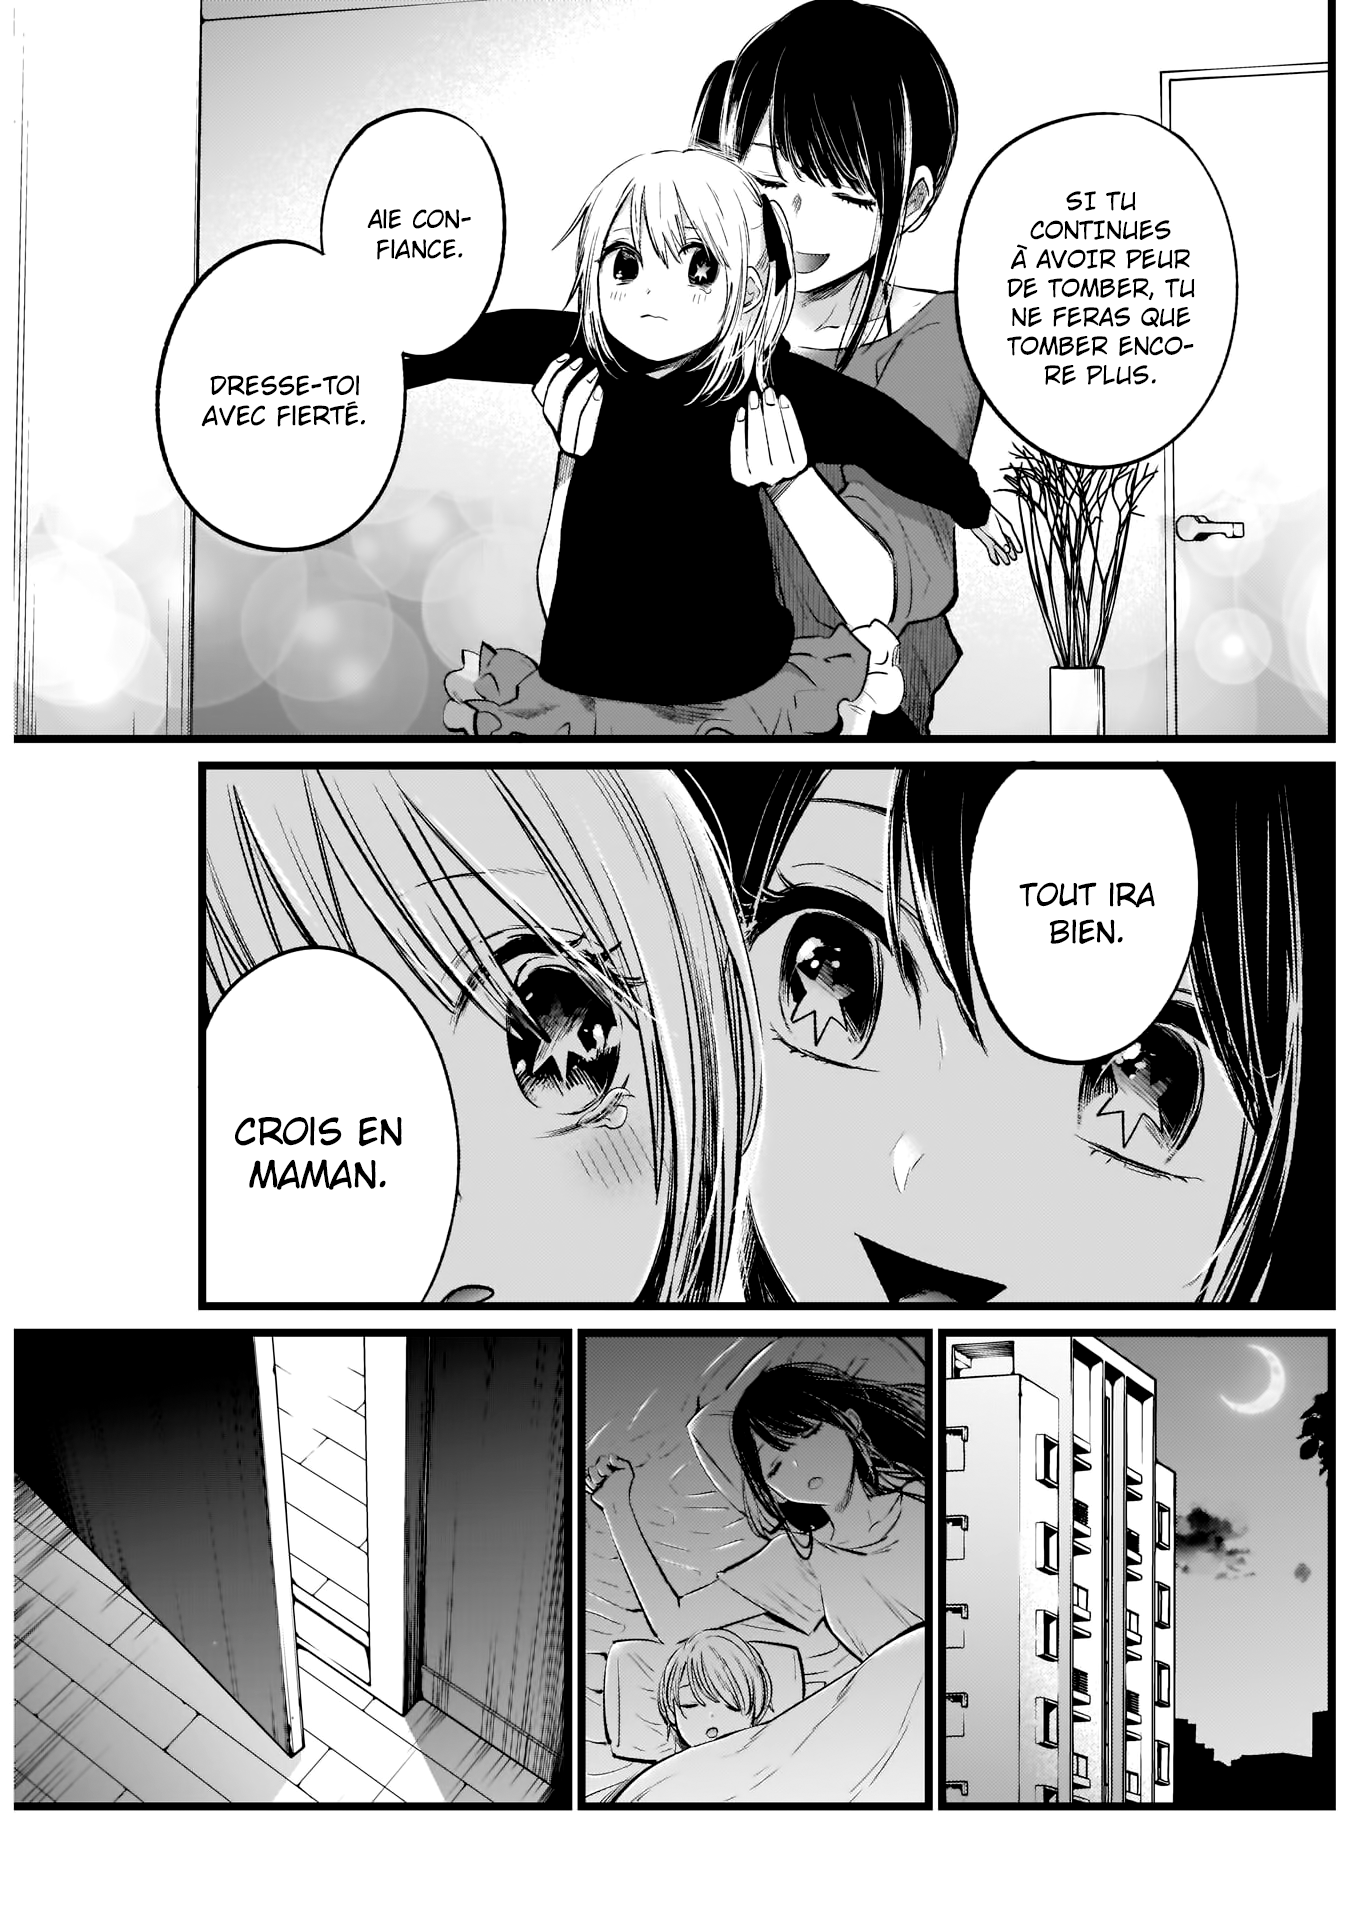 SI TU
CONTINUES
À AVOIR PEUR
DE TOMBER, TU
NE FERAS QUE
TOMBER ENCO-
RE PLUS.
AIE CON-
FIANCE.
DRESSE-TOI
AVEC FIERTÉ.
TOUT IRA
BIEN.
CROIS EN
MAMAN.